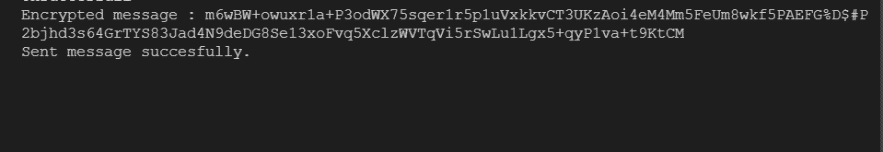 Encrypted message : m6wBW+owuxr1a+P3odWX75sqer1r5p1uVxkkvCT3UKzAoi4eM4Mm5FeUm8wkf5PAEFG%D$#P
2bjhd3s64GrTYS83Jad4N9deDG8Se13xoFvq5XclzWVTqVi5rSwLu1Lgx5+qyP1va+t9KtCM
Sent message succesfully.